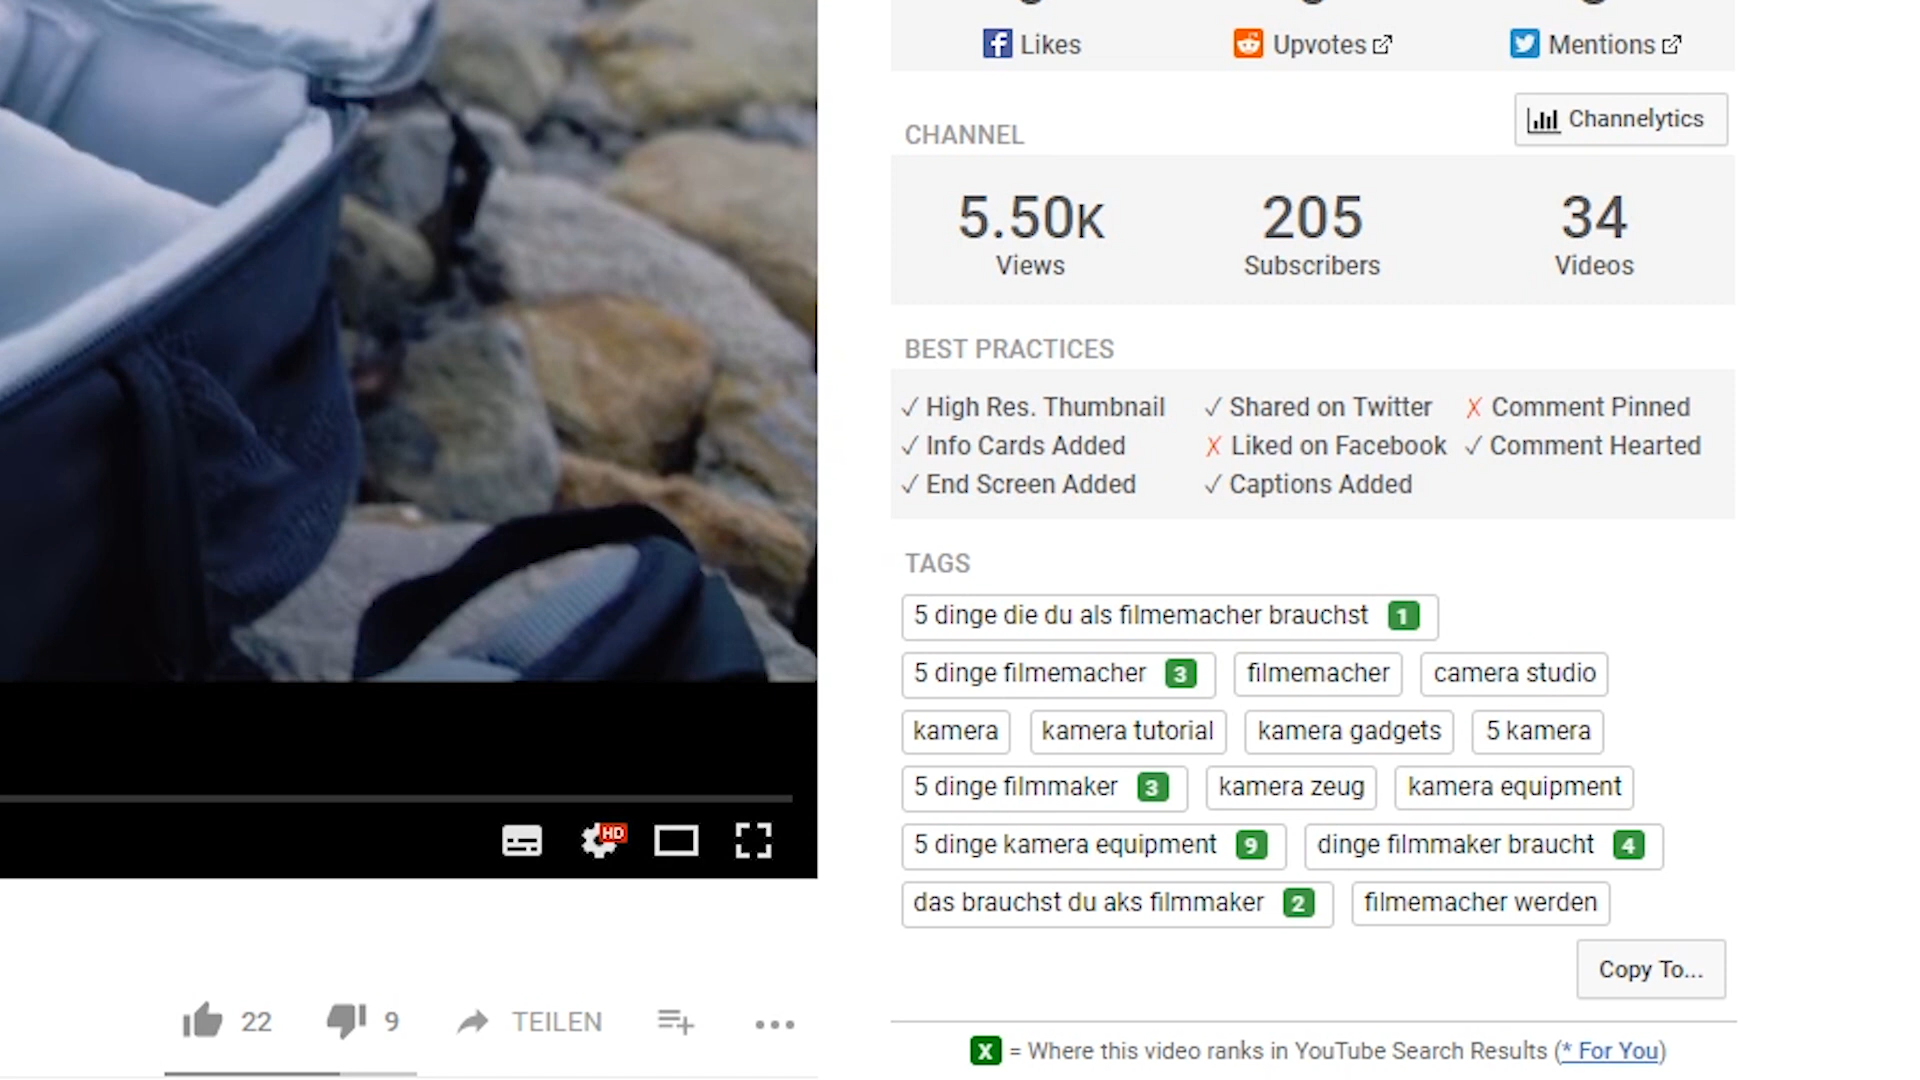 Likes Upvotes Mentions
CHANNEL Channelytics
5.50K 205 34
Views Subscribers Videos
BEST PRACTICES
✓ High Res. Thumbnail ✓ Shared on Twitter ✗ Comment Pinned
✓ Info Cards Added ✗ Liked on Facebook ✓ Comment Hearted
✓ End Screen Added ✓ Captions Added
TAGS
5 dinge die du als filmemacher brauchst 1
5 dinge filmemacher 3 filmemacher camera studio
kamera kamera tutorial kamera gadgets 5 kamera
5 dinge filmmaker 3 kamera zeug kamera equipment
5 dinge kamera equipment 9 dinge filmmaker braucht 4
das brauchst du aks filmmaker 2 filmemacher werden
Copy To...
X = Where this video ranks in YouTube Search Results (* For You)
HD
22 9 TEILEN